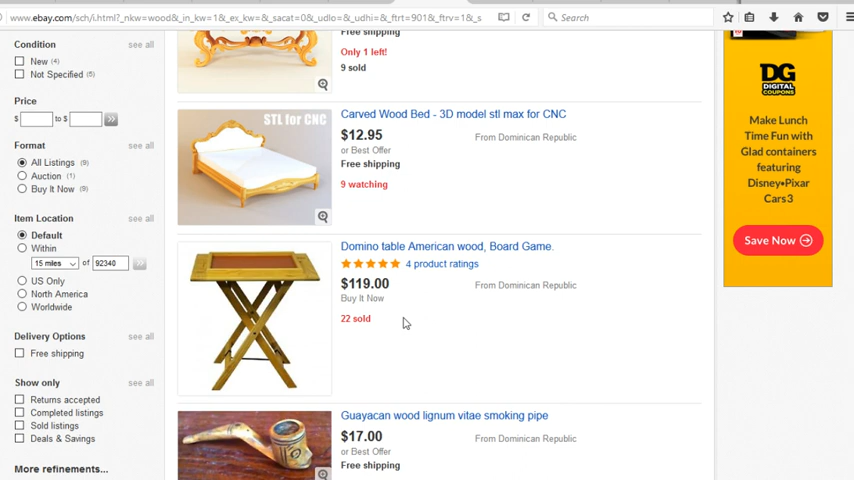 www.ebay.com/sch/i.html?_nkw=wood&_in_kw=1&_ex_kw=&_sacat=0&_udlo=&_udhi=&_ftrt=901&_ftrv=1&_s
Search
Condition
see all
New (4)
Not Specified (5)
Price
$ to $
Format
see all
All Listings (9)
Auction (1)
Buy It Now (9)
Item Location
see all
Default
Within
15 miles of 92340
US Only
North America
Worldwide
Delivery Options
see all
Free shipping
Show only
see all
Returns accepted
Completed listings
Sold listings
Deals & Savings
More refinements...
Free shipping
Only 1 left!
9 sold
STL for CNC
Carved Wood Bed - 3D model stl max for CNC
$12.95
From Dominican Republic
or Best Offer
Free shipping
9 watching
Domino table American wood, Board Game.
4 product ratings
$119.00
From Dominican Republic
Buy It Now
22 sold
Guayacan wood lignum vitae smoking pipe
$17.00
From Dominican Republic
or Best Offer
Free shipping
DG
DIGITAL
COUPONS
Make Lunch
Time Fun with
Glad containers
featuring
Disney•Pixar
Cars3
Save Now